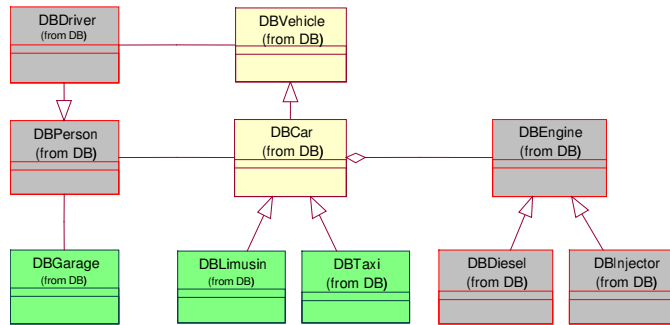 DBDriver
(from DB)
DBVehicle
(from DB)
DBPerson
(from DB)
DBCar
(from DB)
DBEngine
(from DB)
DBGarage
(from DB)
DBLimusin
(from DB)
DBTaxi
(from DB)
DBDiesel
(from DB)
DBInjector
(from DB)